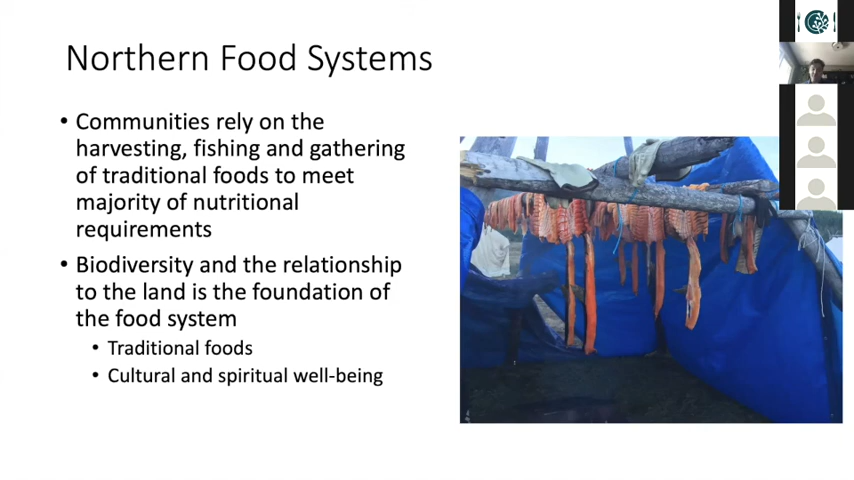 Northern Food Systems
• Communities rely on the
harvesting, fishing and gathering
of traditional foods to meet
majority of nutritional
requirements
• Biodiversity and the relationship
to the land is the foundation of
the food system
• Traditional foods
• Cultural and spiritual well-being